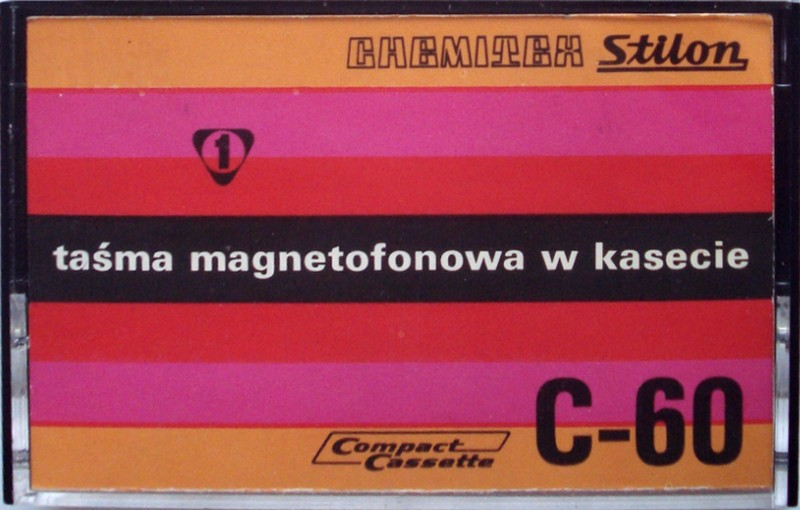 CHEMITEX Stilon
1
taśma magnetofonowa w kasecie
C-60
Compact
Cassette